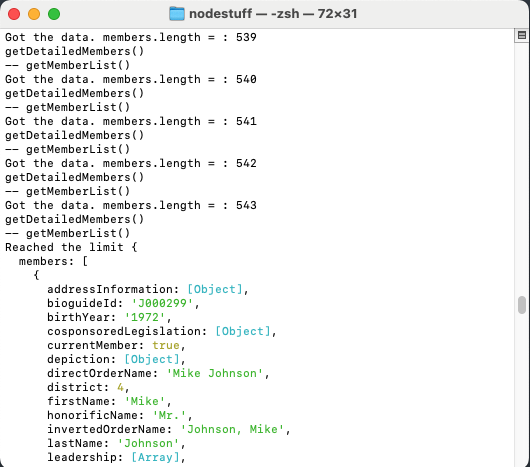 nodestuff — -zsh — 72×31
Got the data. members.length = : 539
getDetailedMembers()
-- getMemberList()
Got the data. members.length = : 540
getDetailedMembers()
-- getMemberList()
Got the data. members.length = : 541
getDetailedMembers()
-- getMemberList()
Got the data. members.length = : 542
getDetailedMembers()
-- getMemberList()
Got the data. members.length = : 543
getDetailedMembers()
-- getMemberList()
Reached the limit {
  members: [
    {
      addressInformation: [Object],
      bioguideId: 'J000299',
      birthYear: '1972',
      cosponsoredLegislation: [Object],
      currentMember: true,
      depiction: [Object],
      directOrderName: 'Mike Johnson',
      district: 4,
      firstName: 'Mike',
      honorificName: 'Mr.',
      invertedOrderName: 'Johnson, Mike',
      lastName: 'Johnson',
      leadership: [Array],